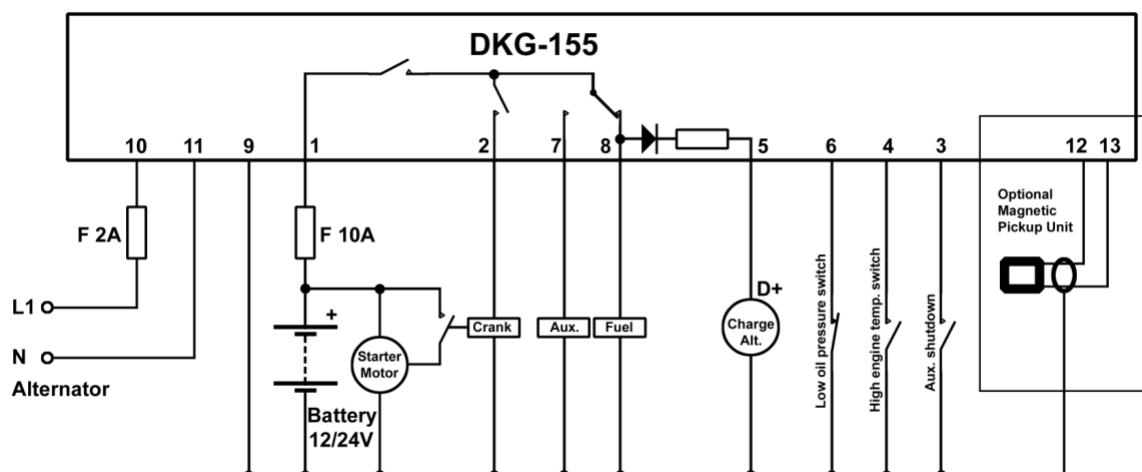 DKG-155
10 11 9 1 2 7 8 5 6 4 3 12 13
Optional
Magnetic
Pickup Unit
F 2A
F 10A
L1
N
Alternator
+
Battery
12/24V
Starter
Motor
Crank
Aux.
Fuel
D+
Charge
Alt.
Low oil pressure switch
High engine temp. switch
Aux. shutdown